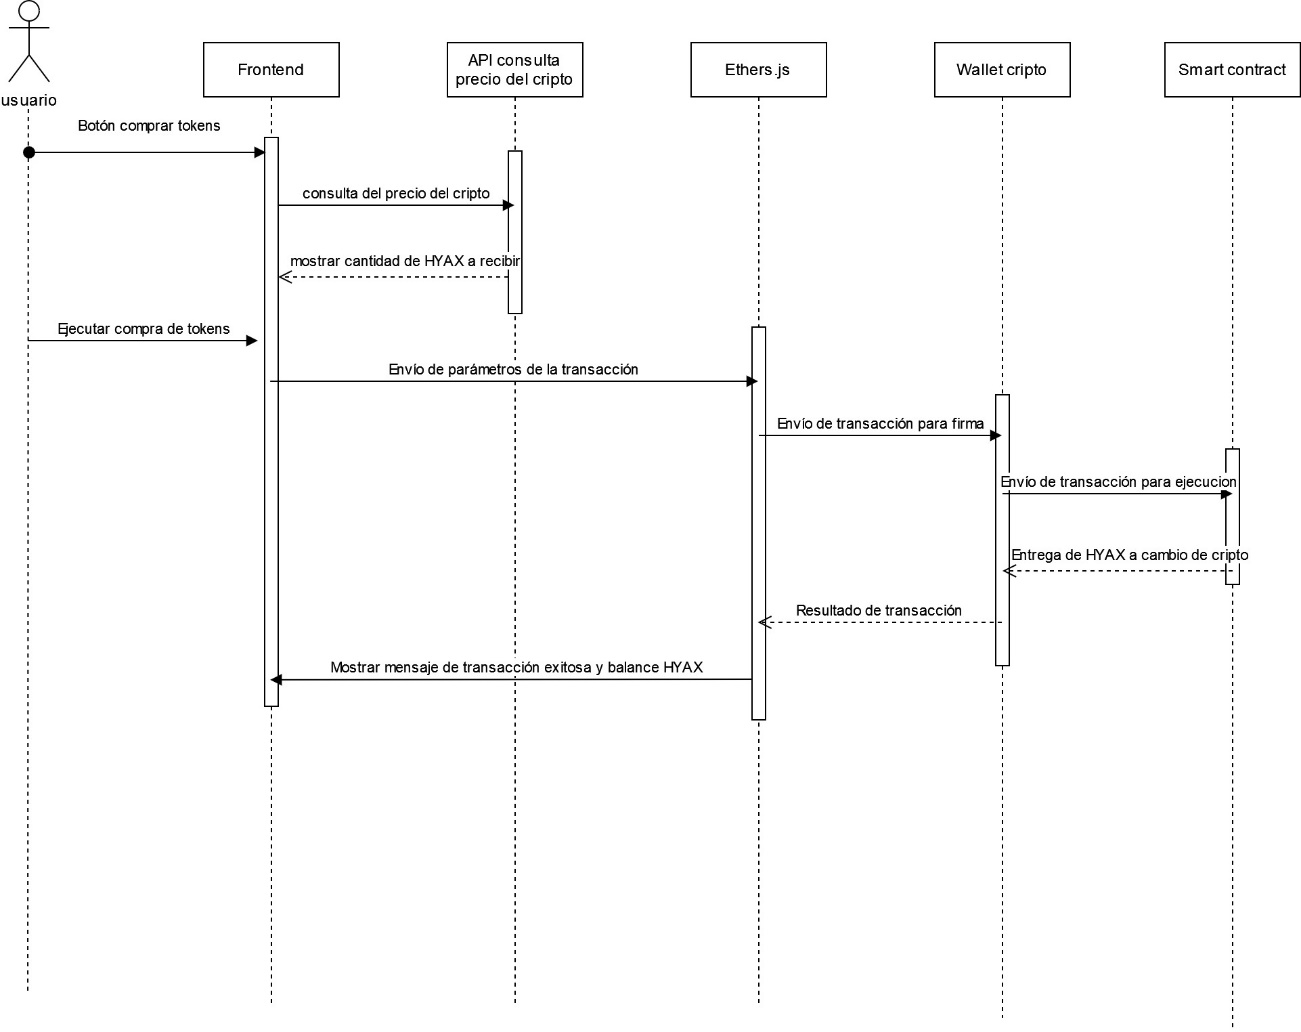 usuario
Frontend
API consulta
precio del cripto
Ethers.js
Wallet cripto
Smart contract
Botón comprar tokens
consulta del precio del cripto
mostrar cantidad de HYAX a recibir
Ejecutar compra de tokens
Envío de parámetros de la transacción
Envío de transacción para firma
Envío de transacción para ejecucion
Entrega de HYAX a cambio de cripto
Resultado de transacción
Mostrar mensaje de transacción exitosa y balance HYAX